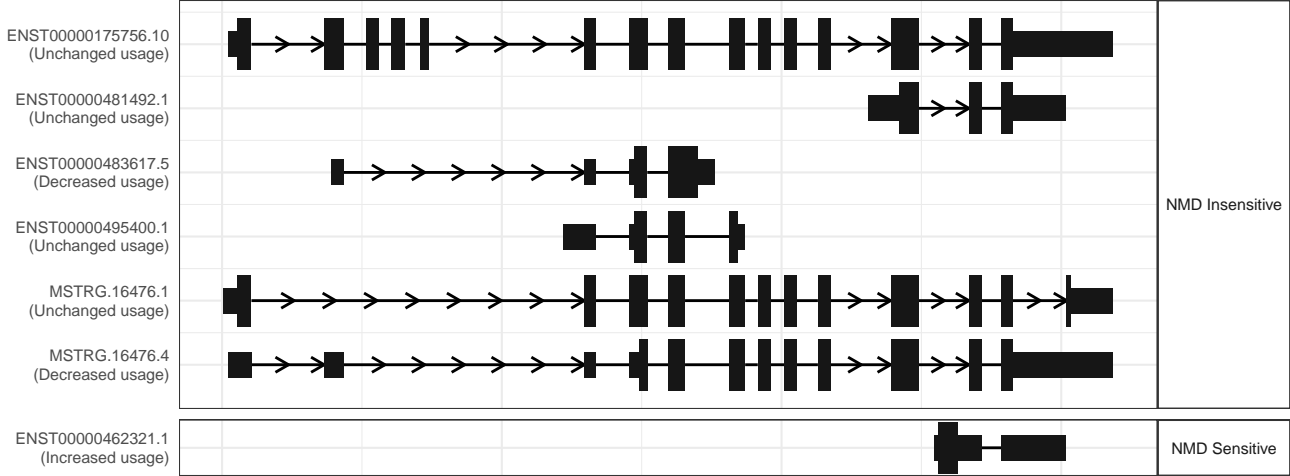 ENST00000175756.10
(Unchanged usage)
ENST00000481492.1
(Unchanged usage)
ENST00000483617.5
(Decreased usage)
NMD Insensitive
ENST00000495400.1
(Unchanged usage)
MSTRG.16476.1
(Unchanged usage)
MSTRG.16476.4
(Decreased usage)
ENST00000462321.1
(Increased usage)
NMD Sensitive